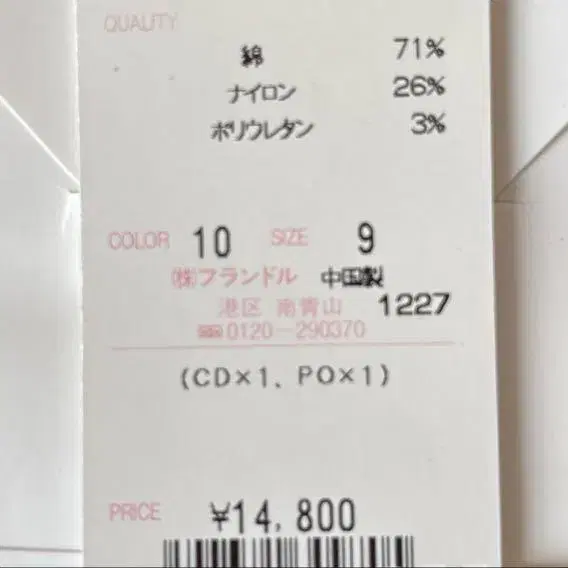 QUALITY
綿 71%
ナイロン 26%
ポリウレタン 3%
COLOR 10 SIZE 9
㈱フランドル 中国製
港区 南青山 1227
0120-290370
(CD×1, PO×1)
PRICE ¥14,800